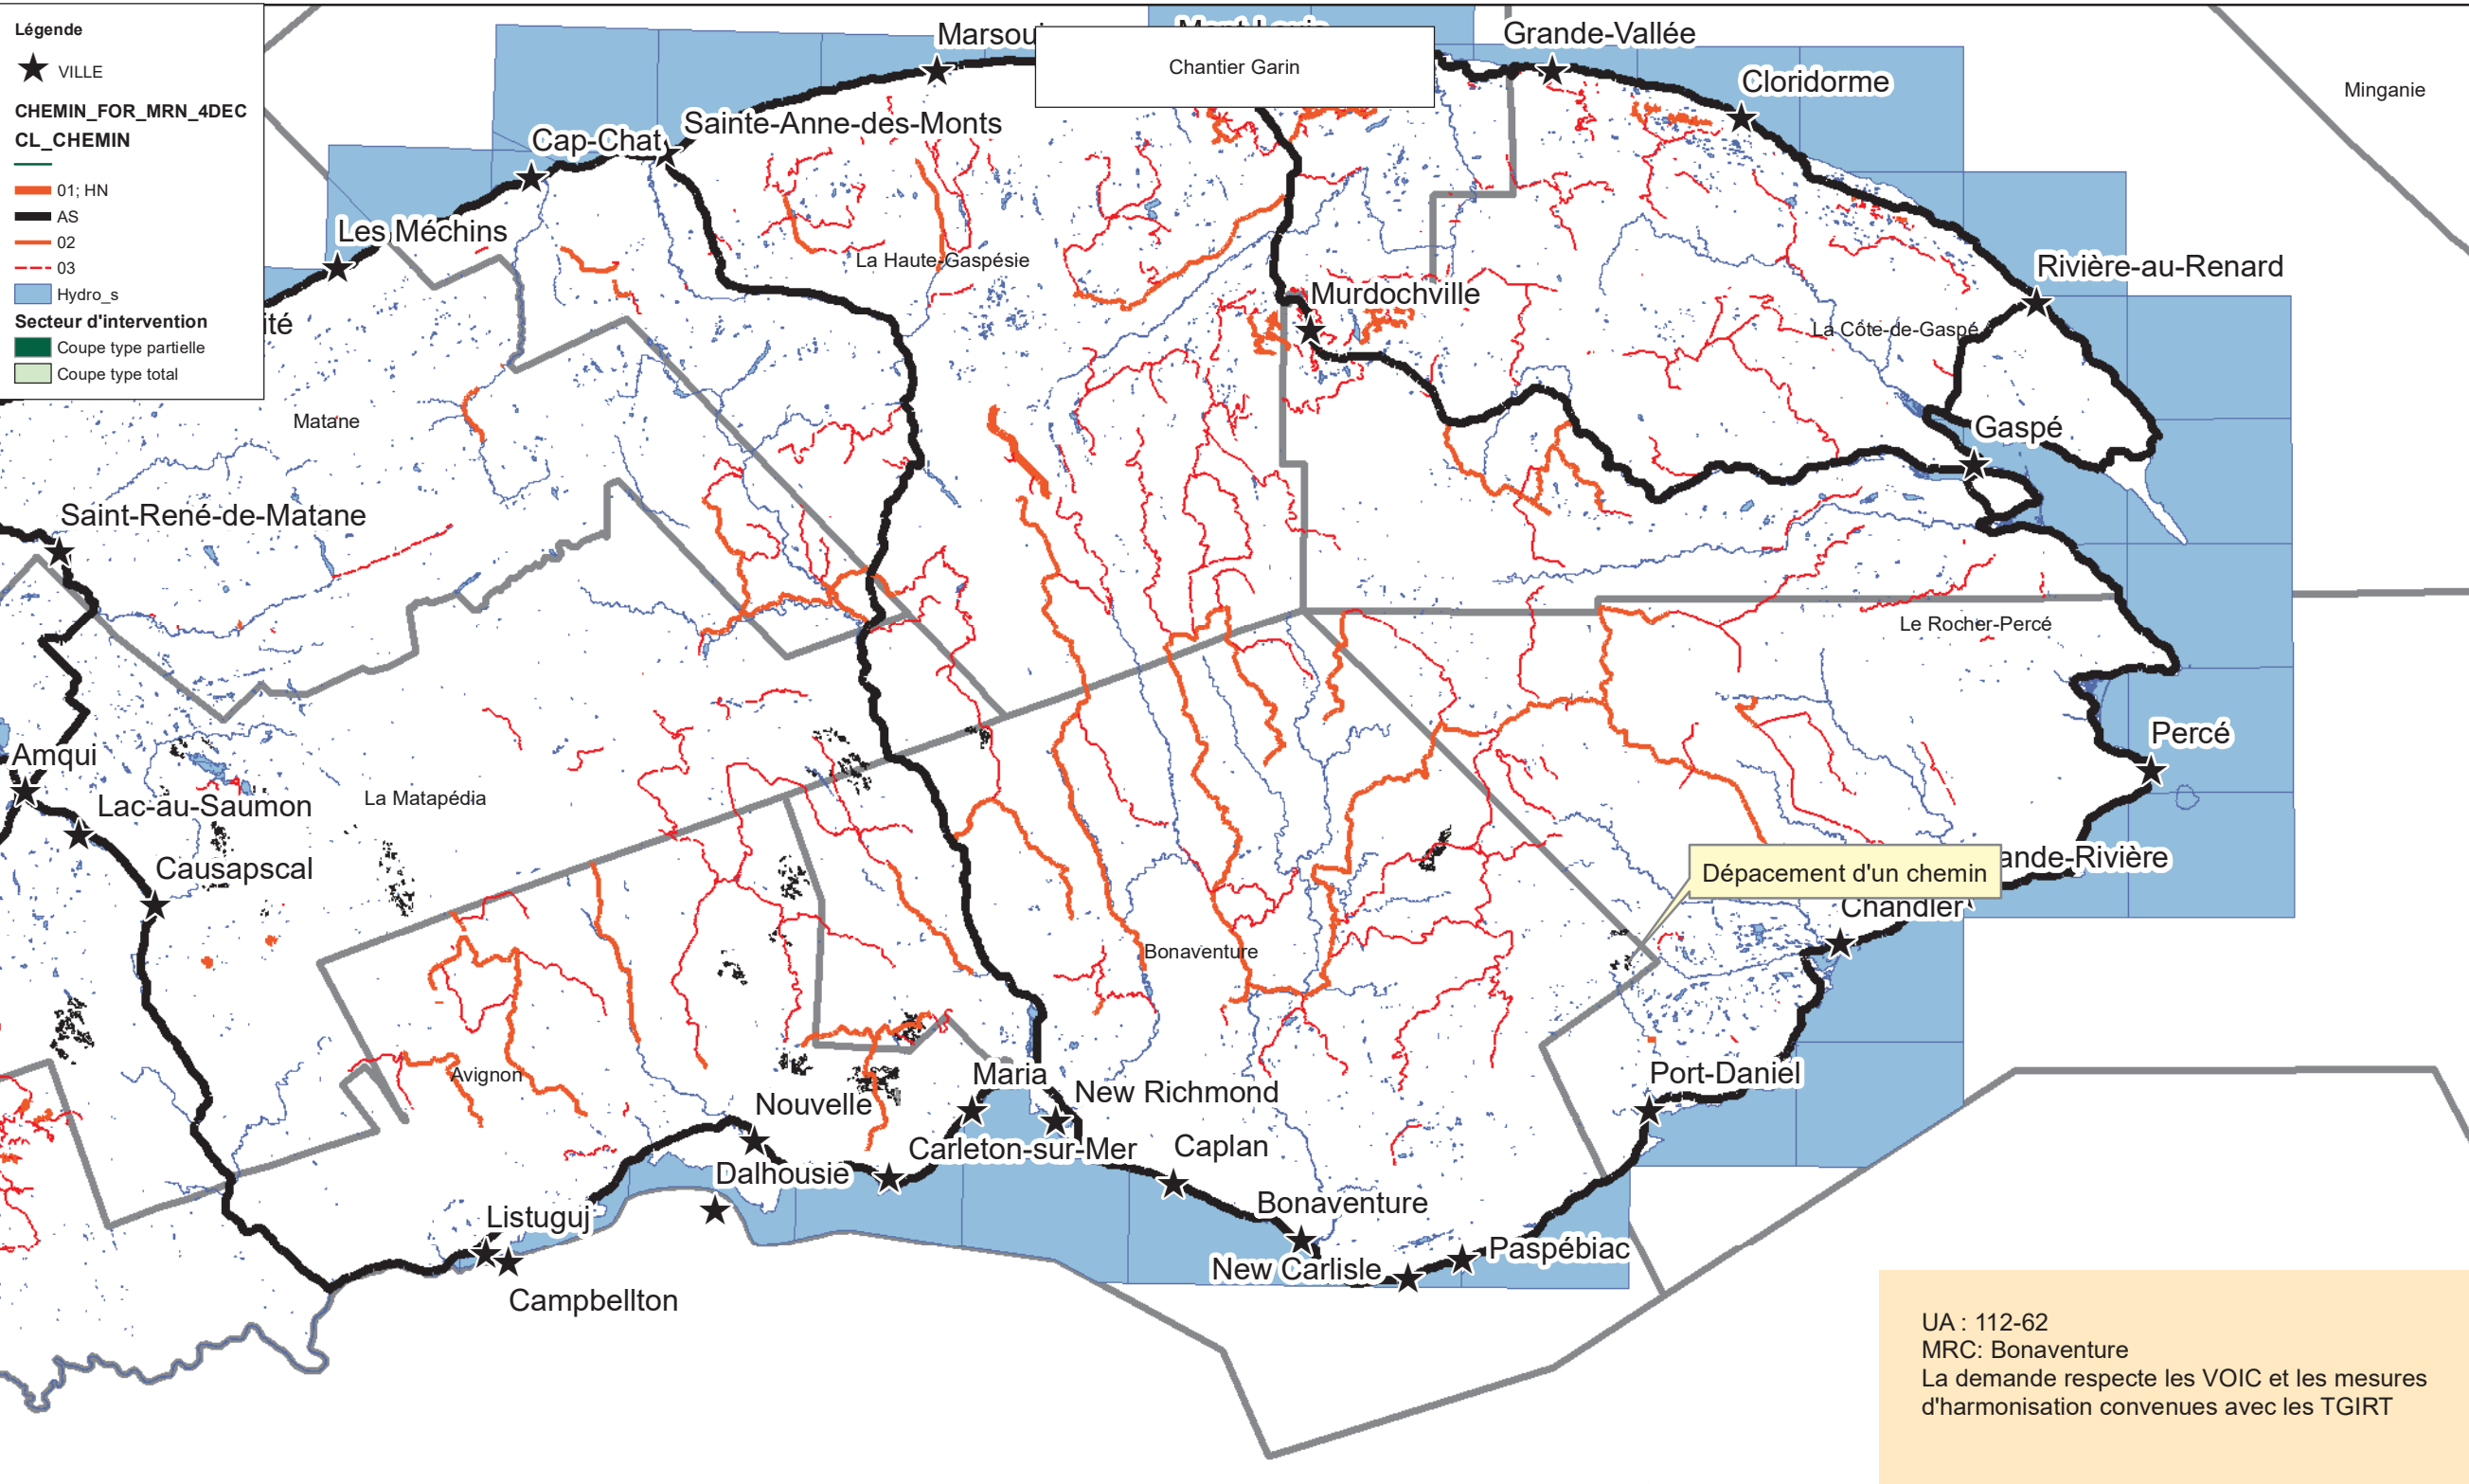 Légende
VILLE
CHEMIN_FOR_MRN_4DEC
CL_CHEMIN
01; HN
AS
02
03
Hydro_s
Secteur d'intervention
Coupe type partielle
Coupe type total
Chantier Garin
Grande-Vallée
Cloridorme
Minganie
Sainte-Anne-des-Monts
Cap-Chat
Les Méchins
La Haute-Gaspésie
Rivière-au-Renard
Murdochville
La Côte-de-Gaspé
ité
Matane
Gaspé
Saint-René-de-Matane
Le Rocher-Percé
Percé
Amqui
Lac-au-Saumon
La Matapédia
Causapscal
ande-Rivière
Dépacement d'un chemin
Chandler
Bonaventure
Avignon
Maria
Port-Daniel
New Richmond
Nouvelle
Carleton-sur-Mer
Caplan
Dalhousie
Bonaventure
Listuguj
Paspébiac
New Carlisle
Campbellton
UA : 112-62
MRC: Bonaventure
La demande respecte les VOIC et les mesures
d'harmonisation convenues avec les TGIRT